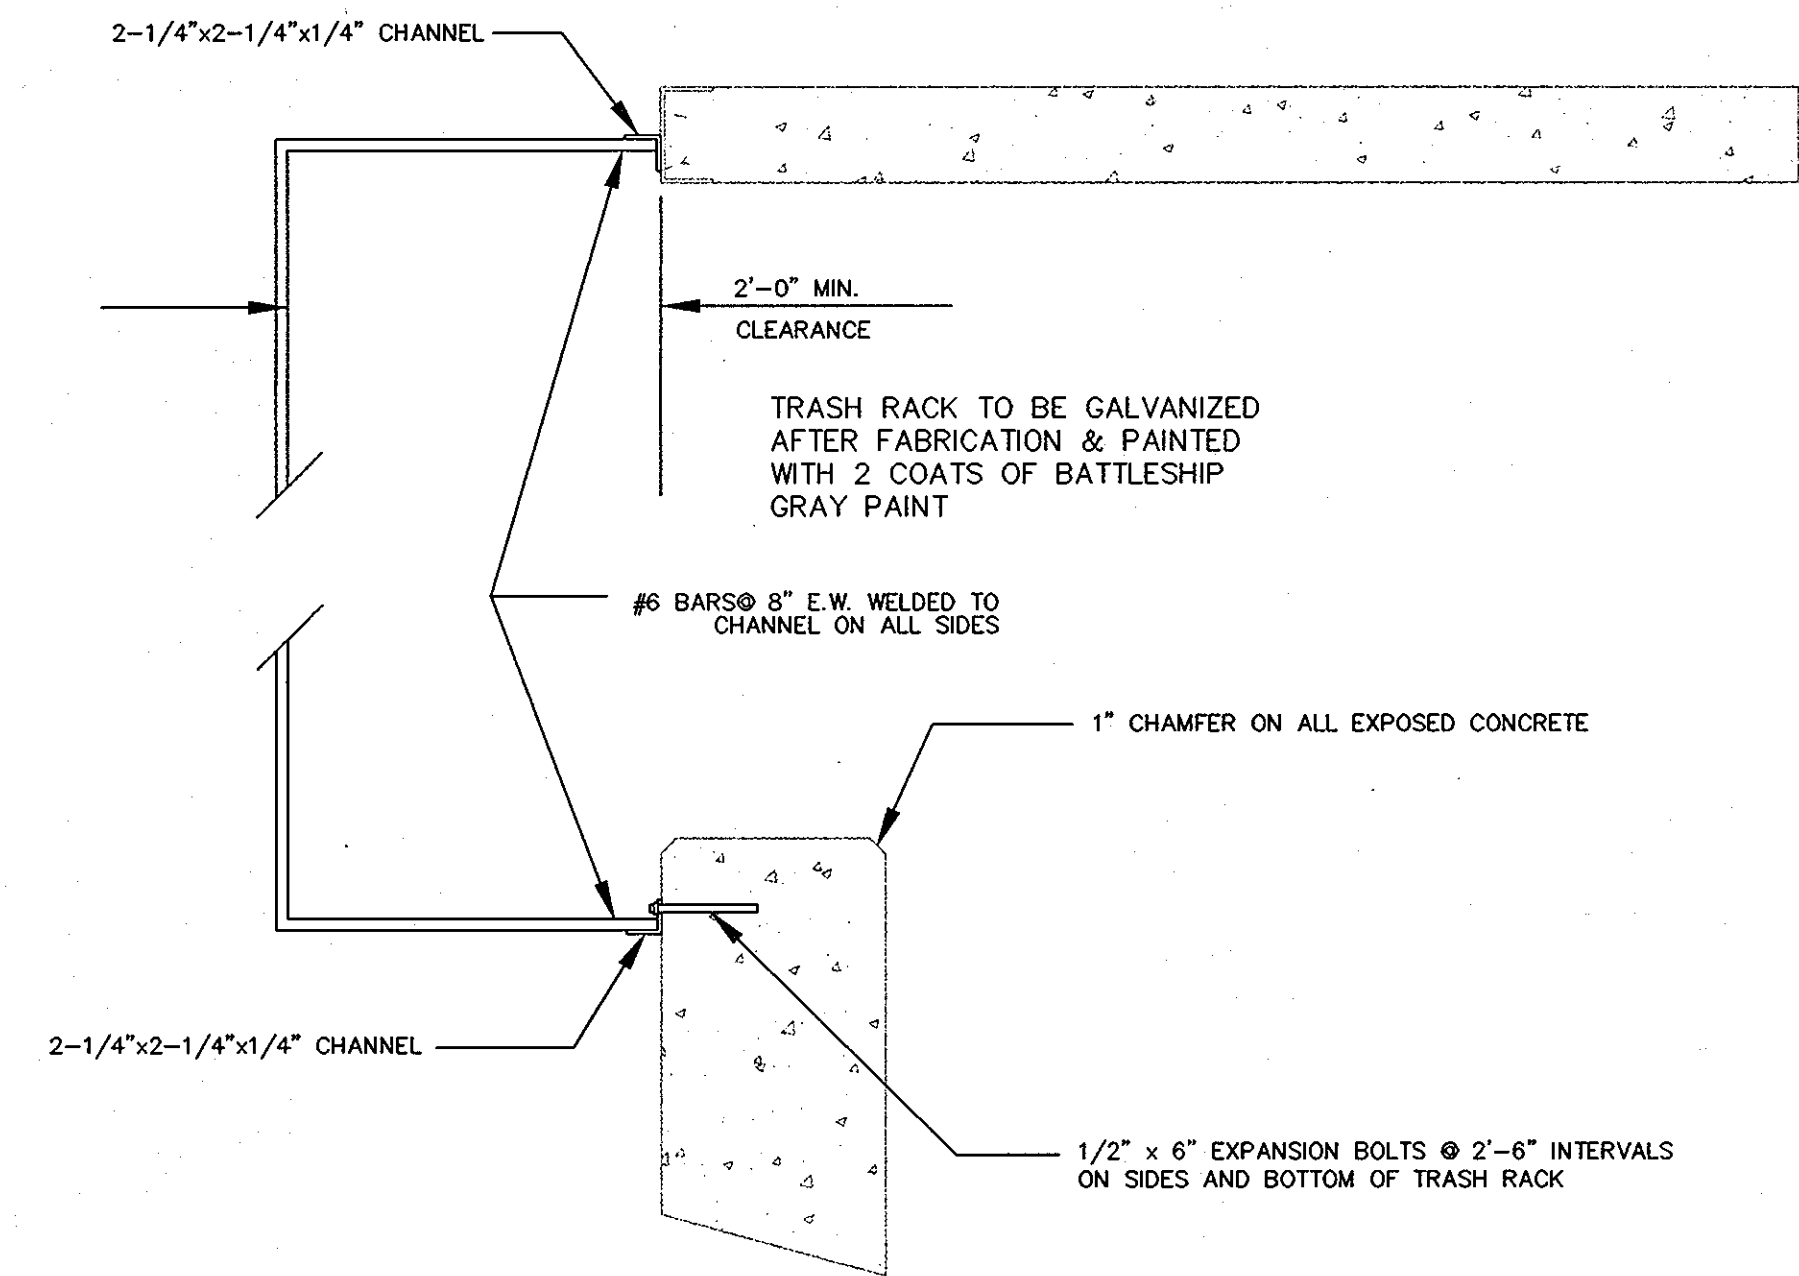 2-1/4"x2-1/4"x1/4" CHANNEL
2'-0" MIN.
CLEARANCE
TRASH RACK TO BE GALVANIZED
AFTER FABRICATION & PAINTED
WITH 2 COATS OF BATTLESHIP
GRAY PAINT
#6 BARS@ 8" E.W. WELDED TO
CHANNEL ON ALL SIDES
1" CHAMFER ON ALL EXPOSED CONCRETE
2-1/4"x2-1/4"x1/4" CHANNEL
1/2" x 6" EXPANSION BOLTS @ 2'-6" INTERVALS
ON SIDES AND BOTTOM OF TRASH RACK